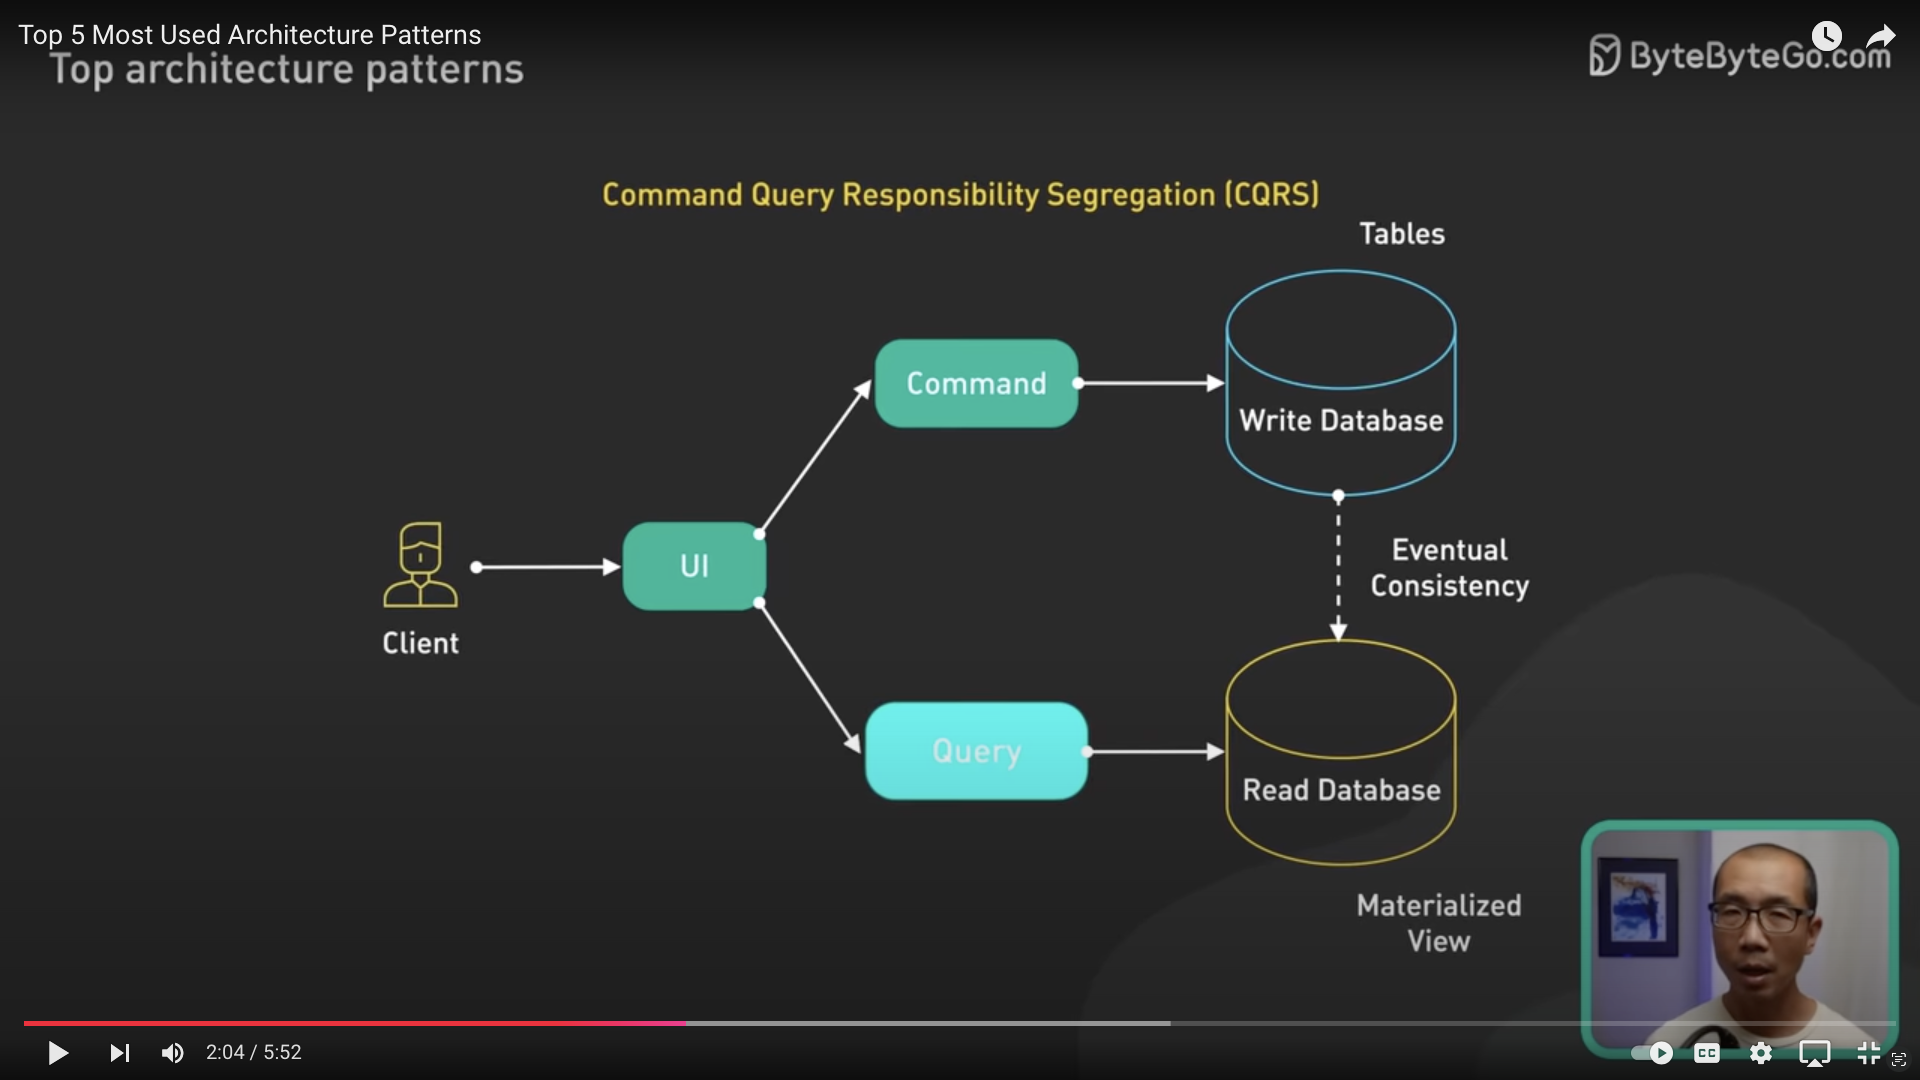 Top 5 Most Used Architecture Patterns
Top architecture patterns
ByteByteGo.com
Command Query Responsibility Segregation (CQRS)
Tables
Command
Write Database
UI
Client
Eventual
Consistency
Query
Read Database
Materialized
View
2:04 / 5:52
CC